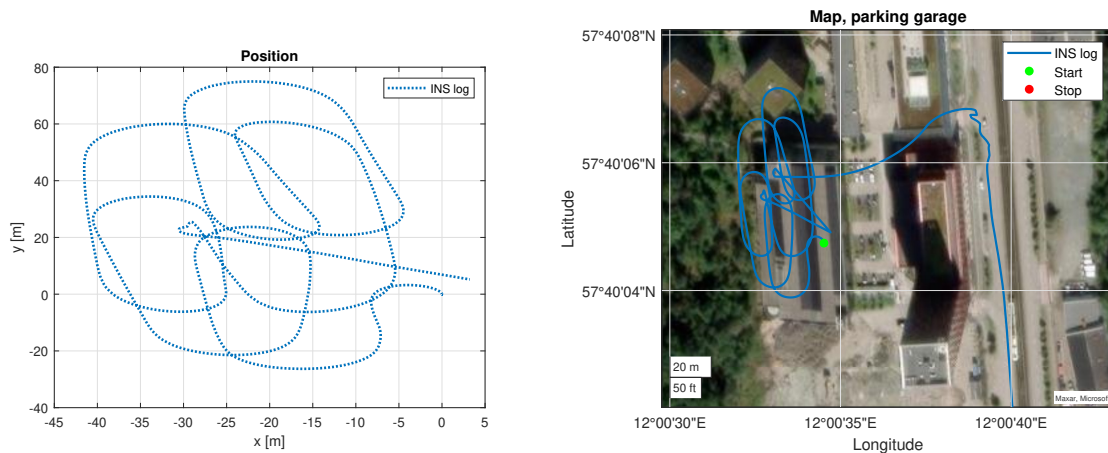 Position
80
60
40
20
0
-20
-40
y [m]
-45
-40
-35
-30
-25
-20
-15
-10
-5
0
5
x [m]
INS log
Map, parking garage
57°40'08"N
57°40'06"N
57°40'04"N
Latitude
INS log
Start
Stop
20 m
50 ft
Maxar, Microsoft
12°00'30"E
12°00'35"E
12°00'40"E
Longitude